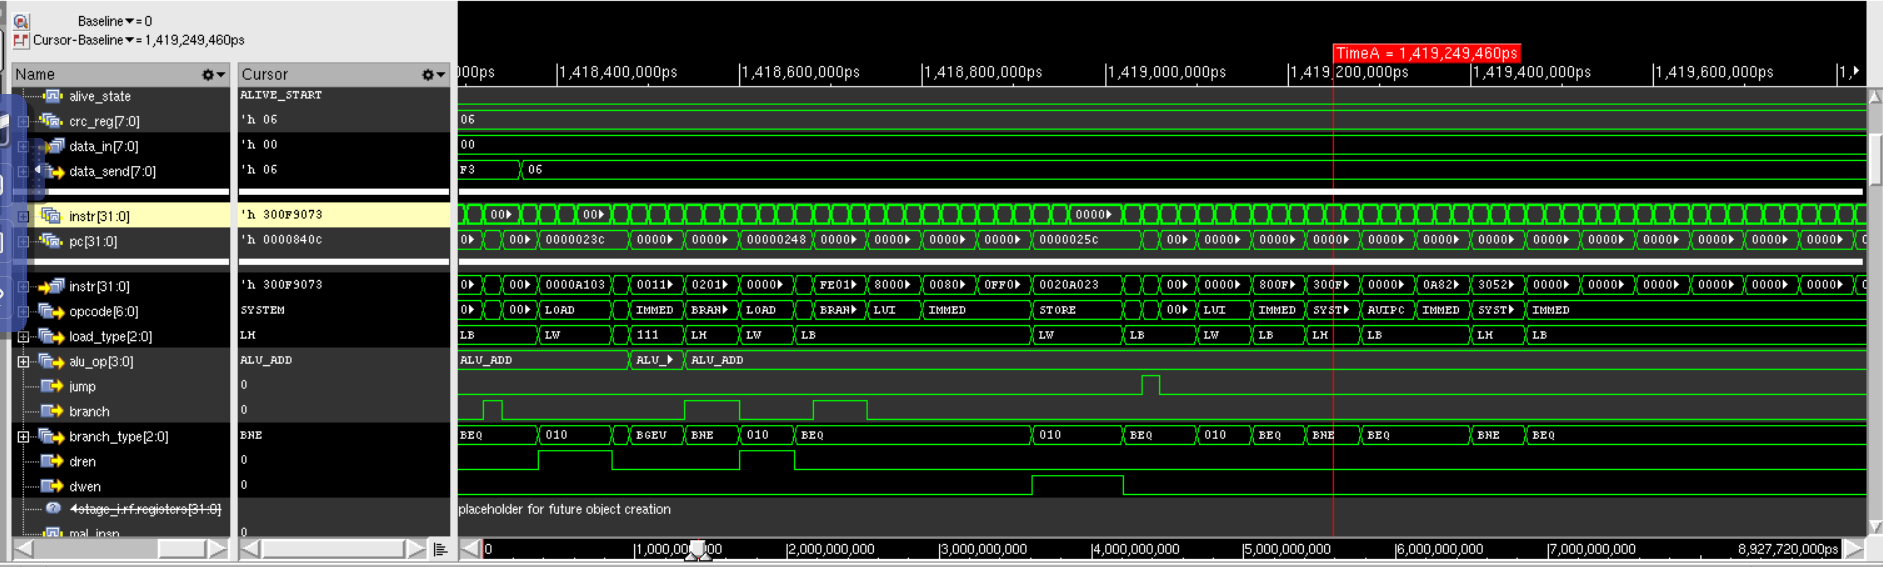 Baseline▼= 0
Cursor-Baseline▼= 1,419,249,460ps
TimeA = 1,419,249,460ps
Name Cursor 000ps 1,418,400,000ps 1,418,600,000ps 1,418,800,000ps 1,419,000,000ps 1,419,200,000ps 1,419,400,000ps 1,419,600,000ps 1,
alive_state ALIVE_START
crc_reg[7:0] 'h 06 06
data_in[7:0] 'h 00 00
data_send[7:0] 'h 06 F3 06
instr[31:0] 'h 300F9073 00 00 0000
pc[31:0] 'h 0000840c 0 00 0000023c 0000 0000 00000248 0000 0000 0000 0000 0000025c 00 0000 0000 0000 0000 0000 0000 0000 0000 0000 0000 0000 0000
instr[31:0] 'h 300F9073 0 00 0000A103 0011 0201 0000 FE01 8000 0080 0FF0 0020A023 00 0000 800F 300F 0000 0A82 3052 0000 0000 0000 0000 0000 0000
opcode[6:0] SYSTEM 0 00 LOAD IMMED BRAN LOAD BRAN LUI IMMED STORE 00 LUI IMMED SYST AUIPC IMMED SYST IMMED
load_type[2:0] LH LB LW 111 LH LW LB LW LB LW LB LH LB LH LB
alu_op[3:0] ALU_ADD ALU_ADD ALU_ ALU_ADD
jump 0
branch 0
branch_type[2:0] BNE BEQ 010 BGEU BNE 010 BEQ 010 BEQ 010 BEQ BNE BEQ BNE BEQ
dren 0
dwen 0
stage_i.rf.registers[31:0] placeholder for future object creation
mal_insn 0
0 1,000,000,000 2,000,000,000 3,000,000,000 4,000,000,000 5,000,000,000 6,000,000,000 7,000,000,000 8,927,720,000ps